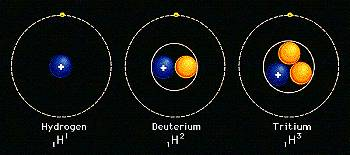 Hydrogen
₁H¹
Deuterium
₁H²
Tritium
₁H³